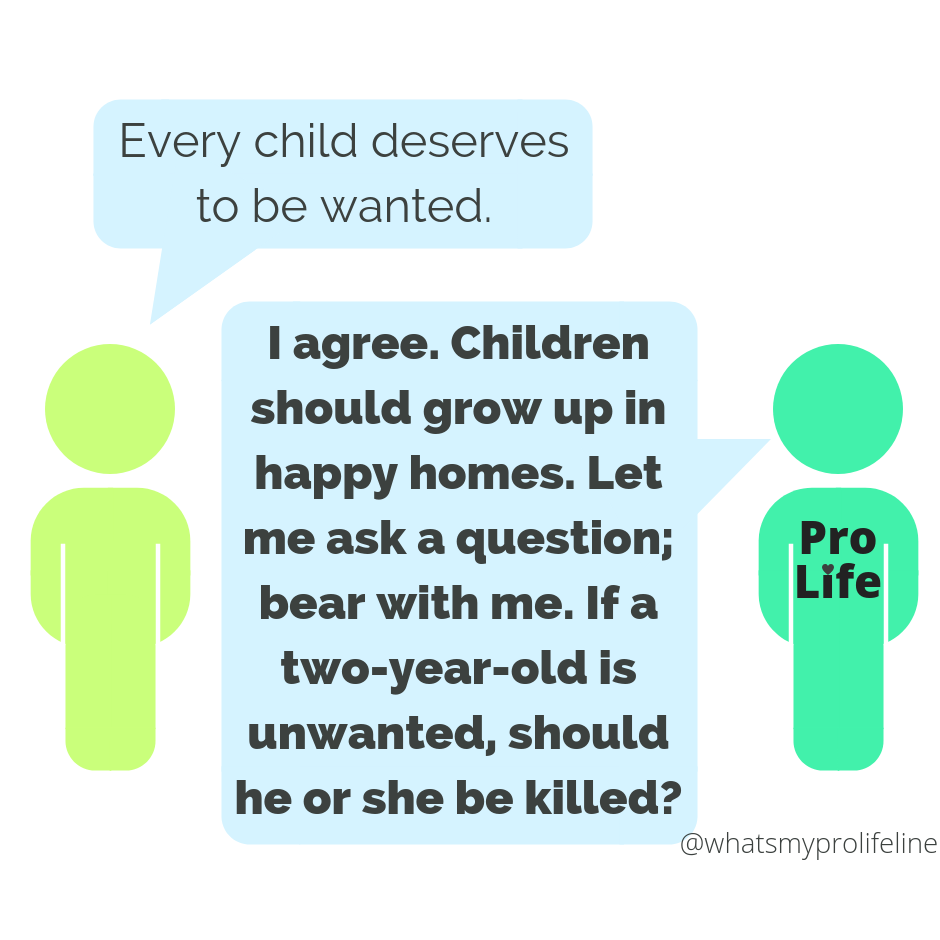 Every child deserves
to be wanted.
I agree. Children
should grow up in
happy homes. Let
me ask a question;
bear with me. If a
two-year-old is
unwanted, should
he or she be killed?
Pro
Life
@whatsmyprolifeline